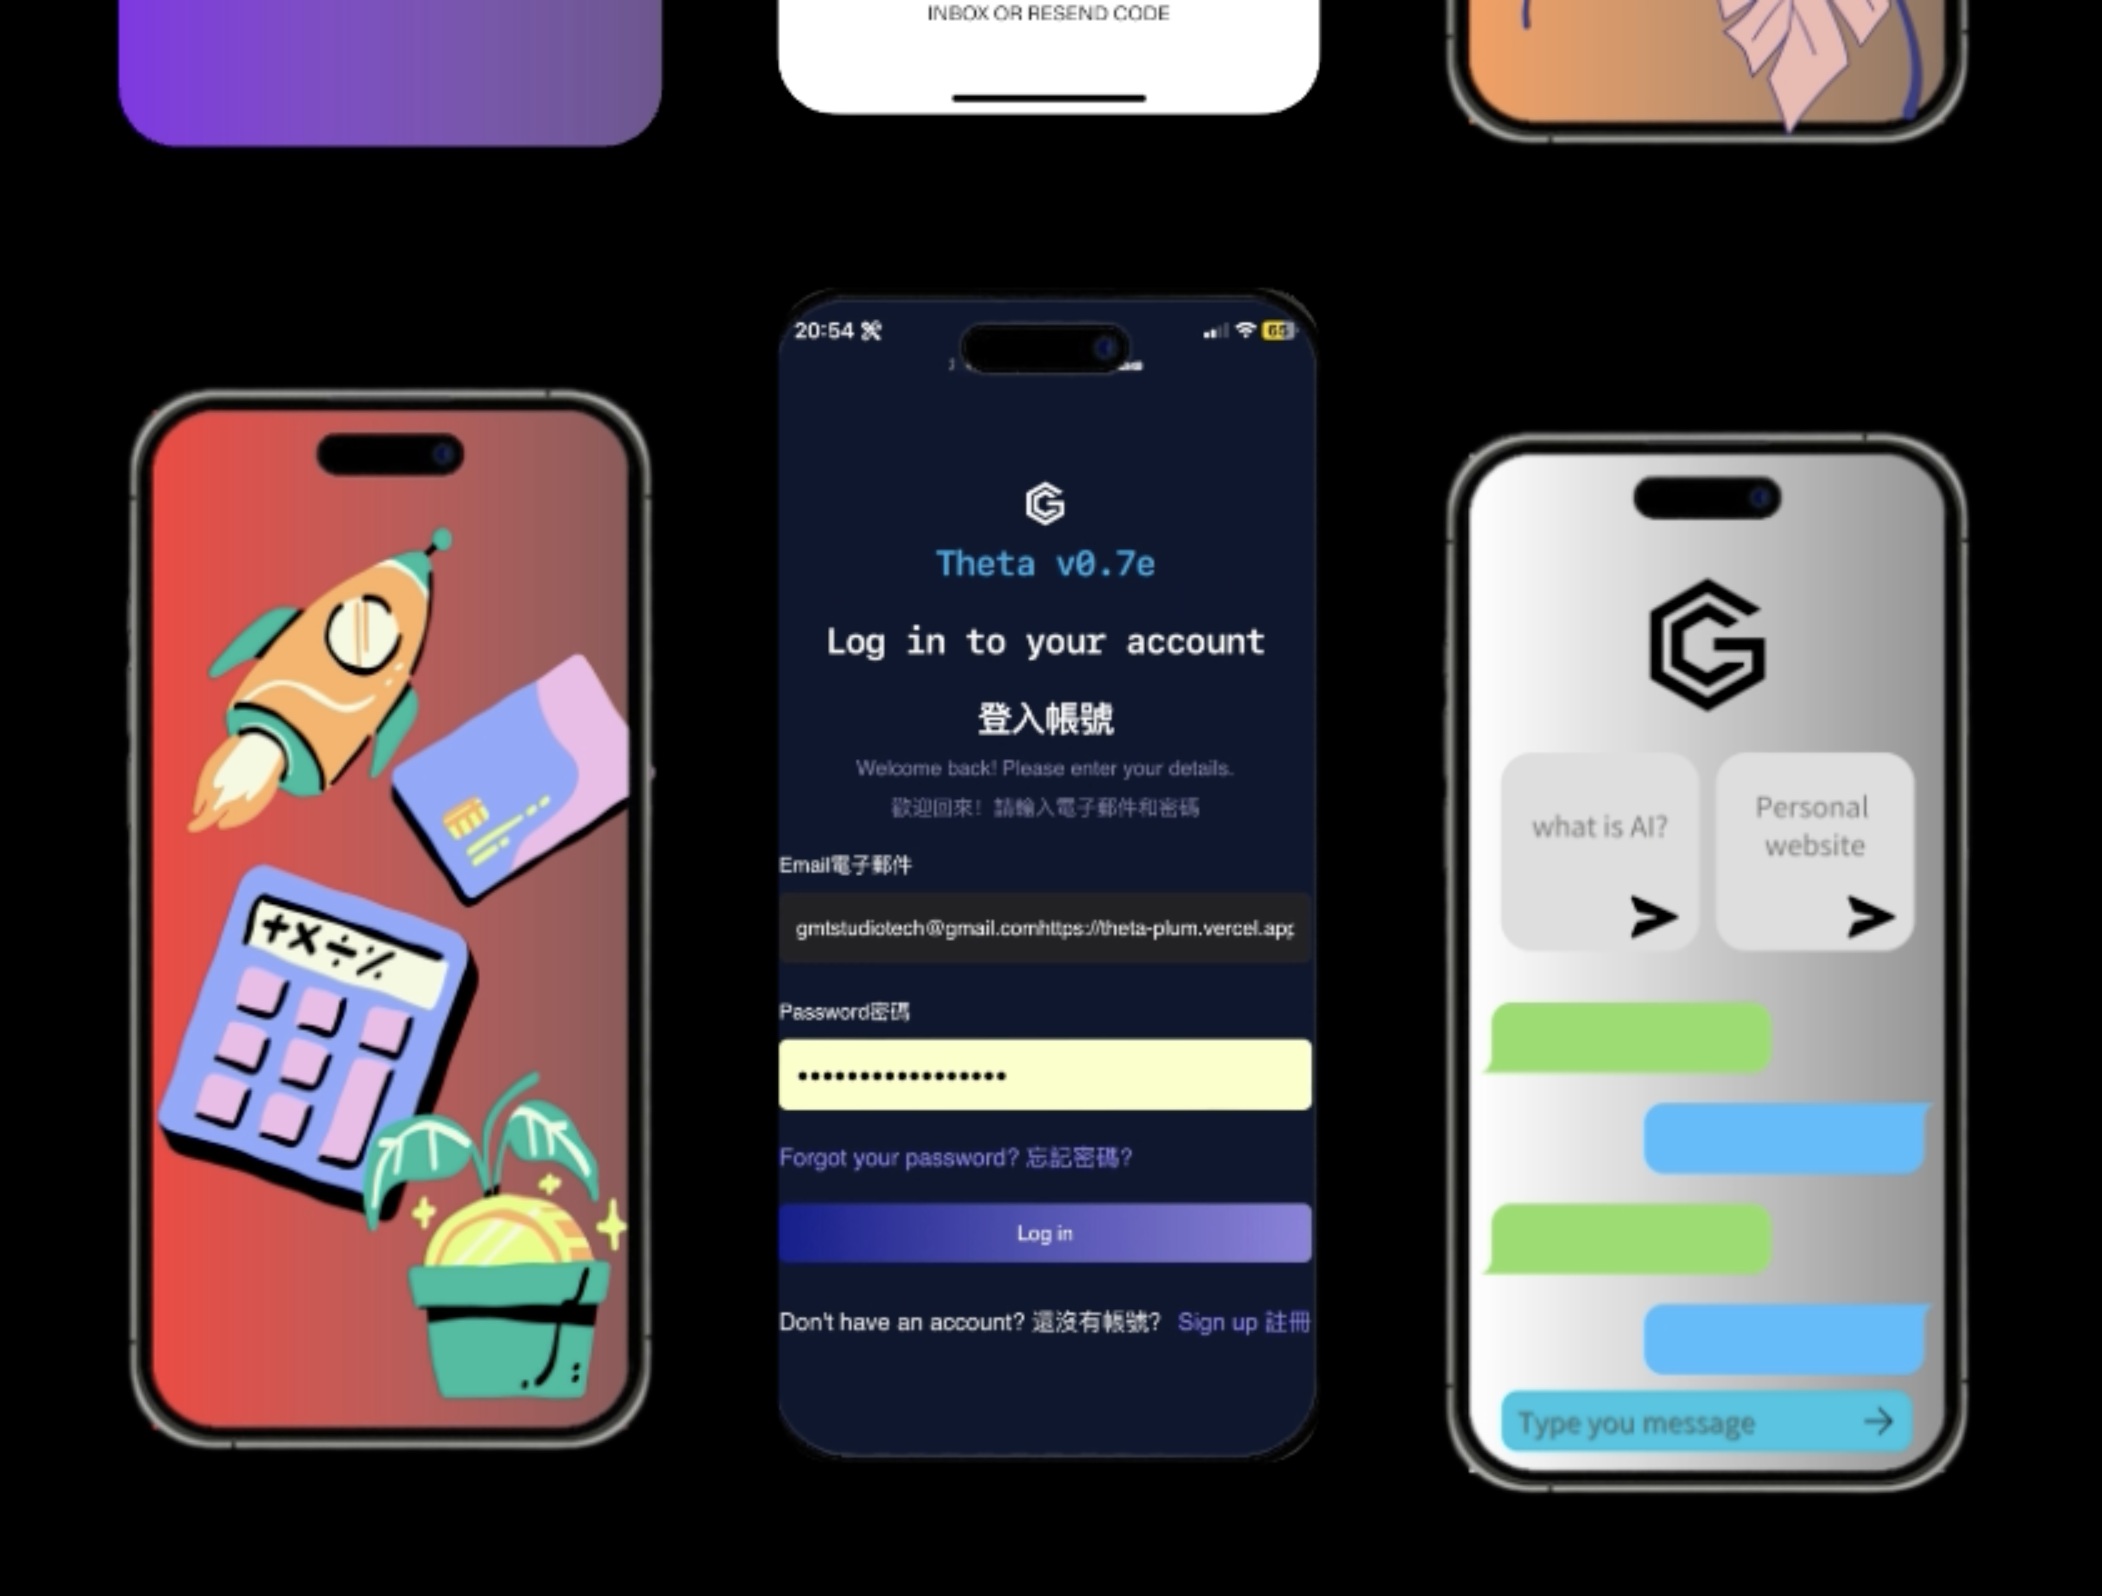 INBOX OR RESEND CODE
20:54
65
Theta v0.7e
Log in to your account
登入帳號
Welcome back! Please enter your details.
歡迎回來！請輸入電子郵件和密碼
Email電子郵件
gmtstudiotech@gmail.comhttps://theta-plum.vercel.app
Password密碼
•••••••••••••••••
Forgot your password? 忘記密碼?
Log in
Don't have an account? 還沒有帳號? Sign up 註冊
+×÷٪
G
what is AI?
Personal
website
Type you message